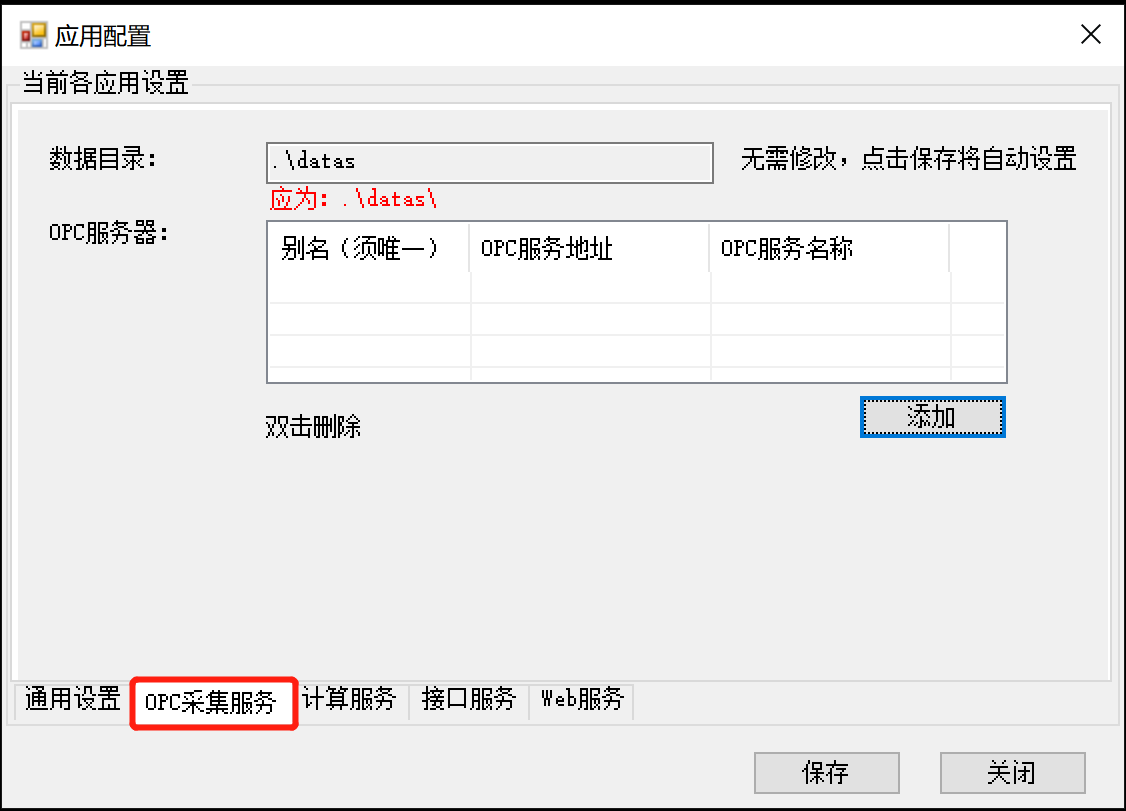 应用配置
当前各应用设置
数据目录： .\datas 无需修改，点击保存将自动设置
应为：.\datas\
OPC服务器：
别名（须唯一） OPC服务地址 OPC服务名称
双击删除 添加
通用设置 OPC采集服务 计算服务 接口服务 Web服务
保存 关闭